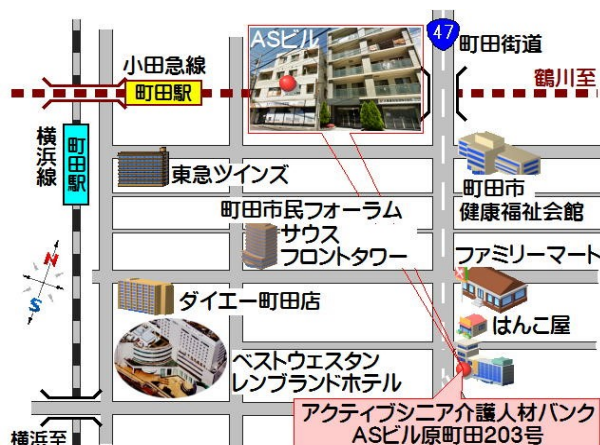 ASビル
47
町田街道
小田急線
町田駅
鶴川至
横浜線
町田駅
東急ツインズ
町田市
健康福祉会館
町田市民フォーラム
サウス
フロントタワー
ファミリーマート
N
S
ダイエー町田店
はんこ屋
ベストウェスタン
レンブランドホテル
アクティブシニア介護人材バンク
ASビル原町田203号
横浜至